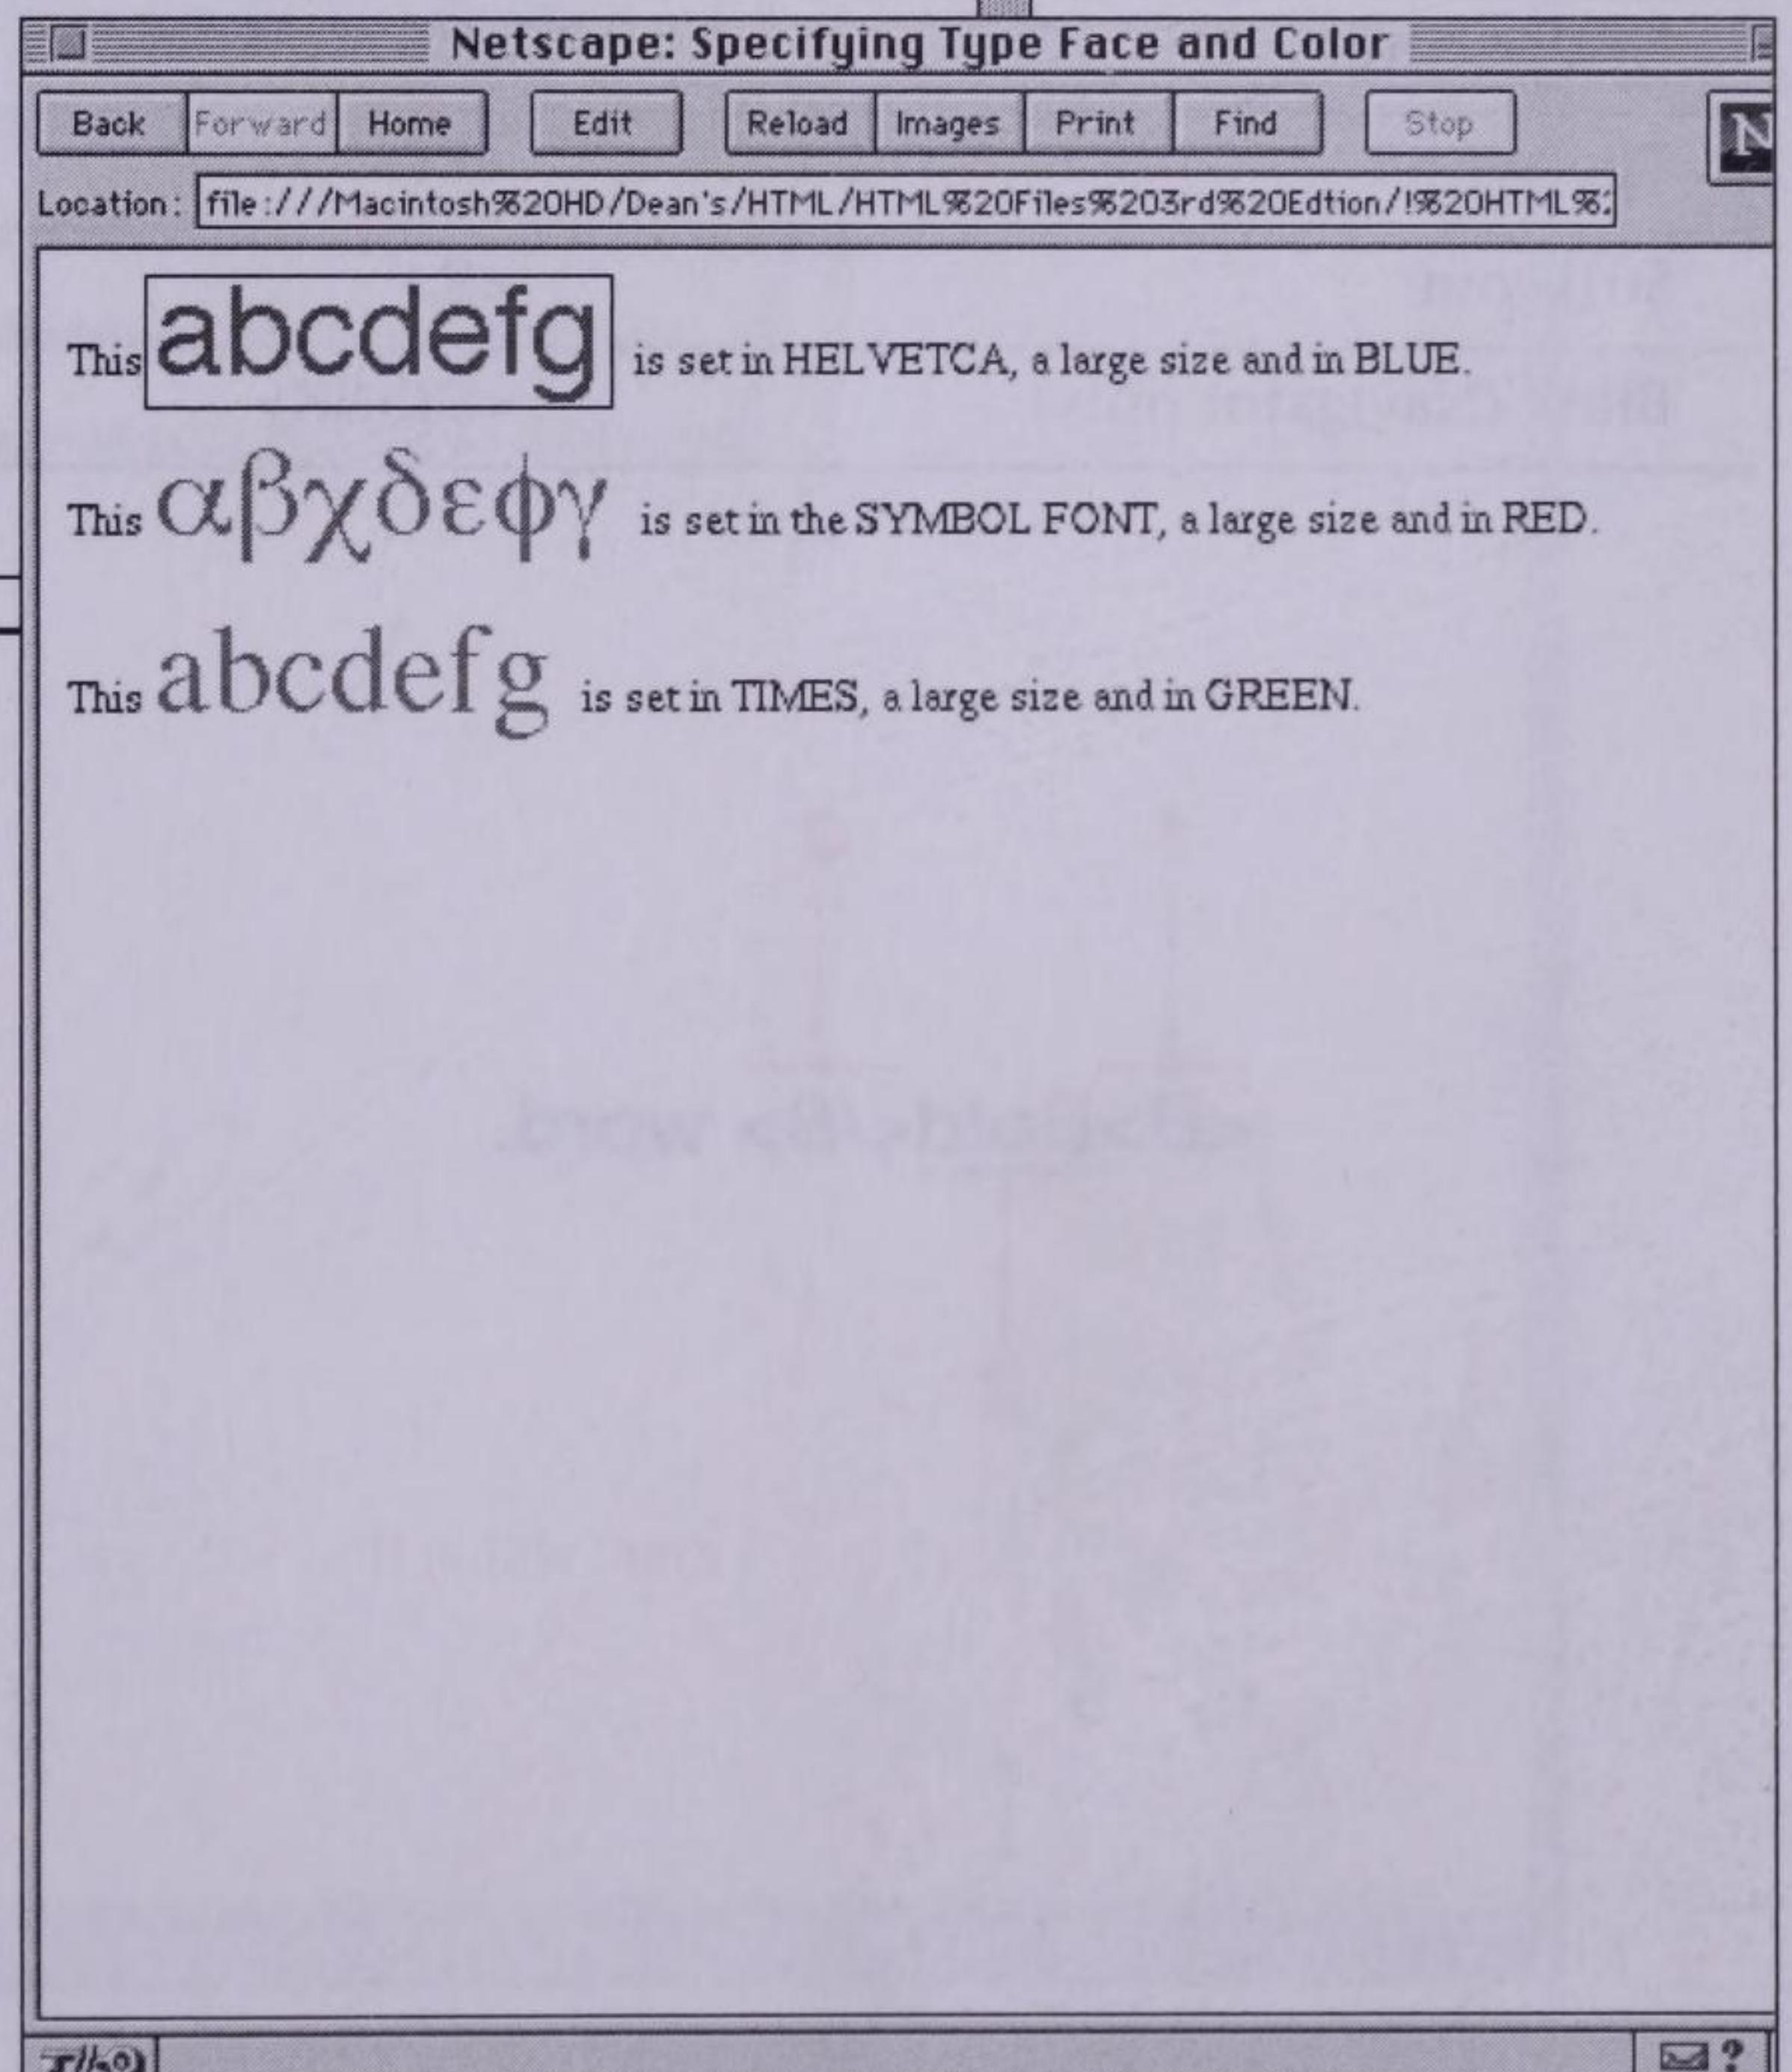 Netscape: Specifying Type Face and Color
Back Forward Home Edit Reload Images Print Find Stop N
Location: file:///Macintosh%20HD/Dean's/HTML/HTML%20Files%203rd%20Edtion/!%20HTML%2
This abcdefg is set in HELVETCA, a large size and in BLUE.
This αβχδεφγ is set in the SYMBOL FONT, a large size and in RED.
This abcdefg is set in TIMES, a large size and in GREEN.
?